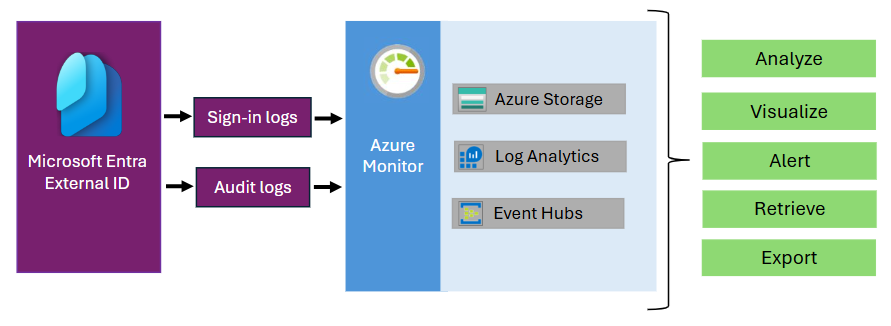 Microsoft Entra
External ID
Sign-in logs
Audit logs
Azure
Monitor
Azure Storage
Log Analytics
Event Hubs
Analyze
Visualize
Alert
Retrieve
Export